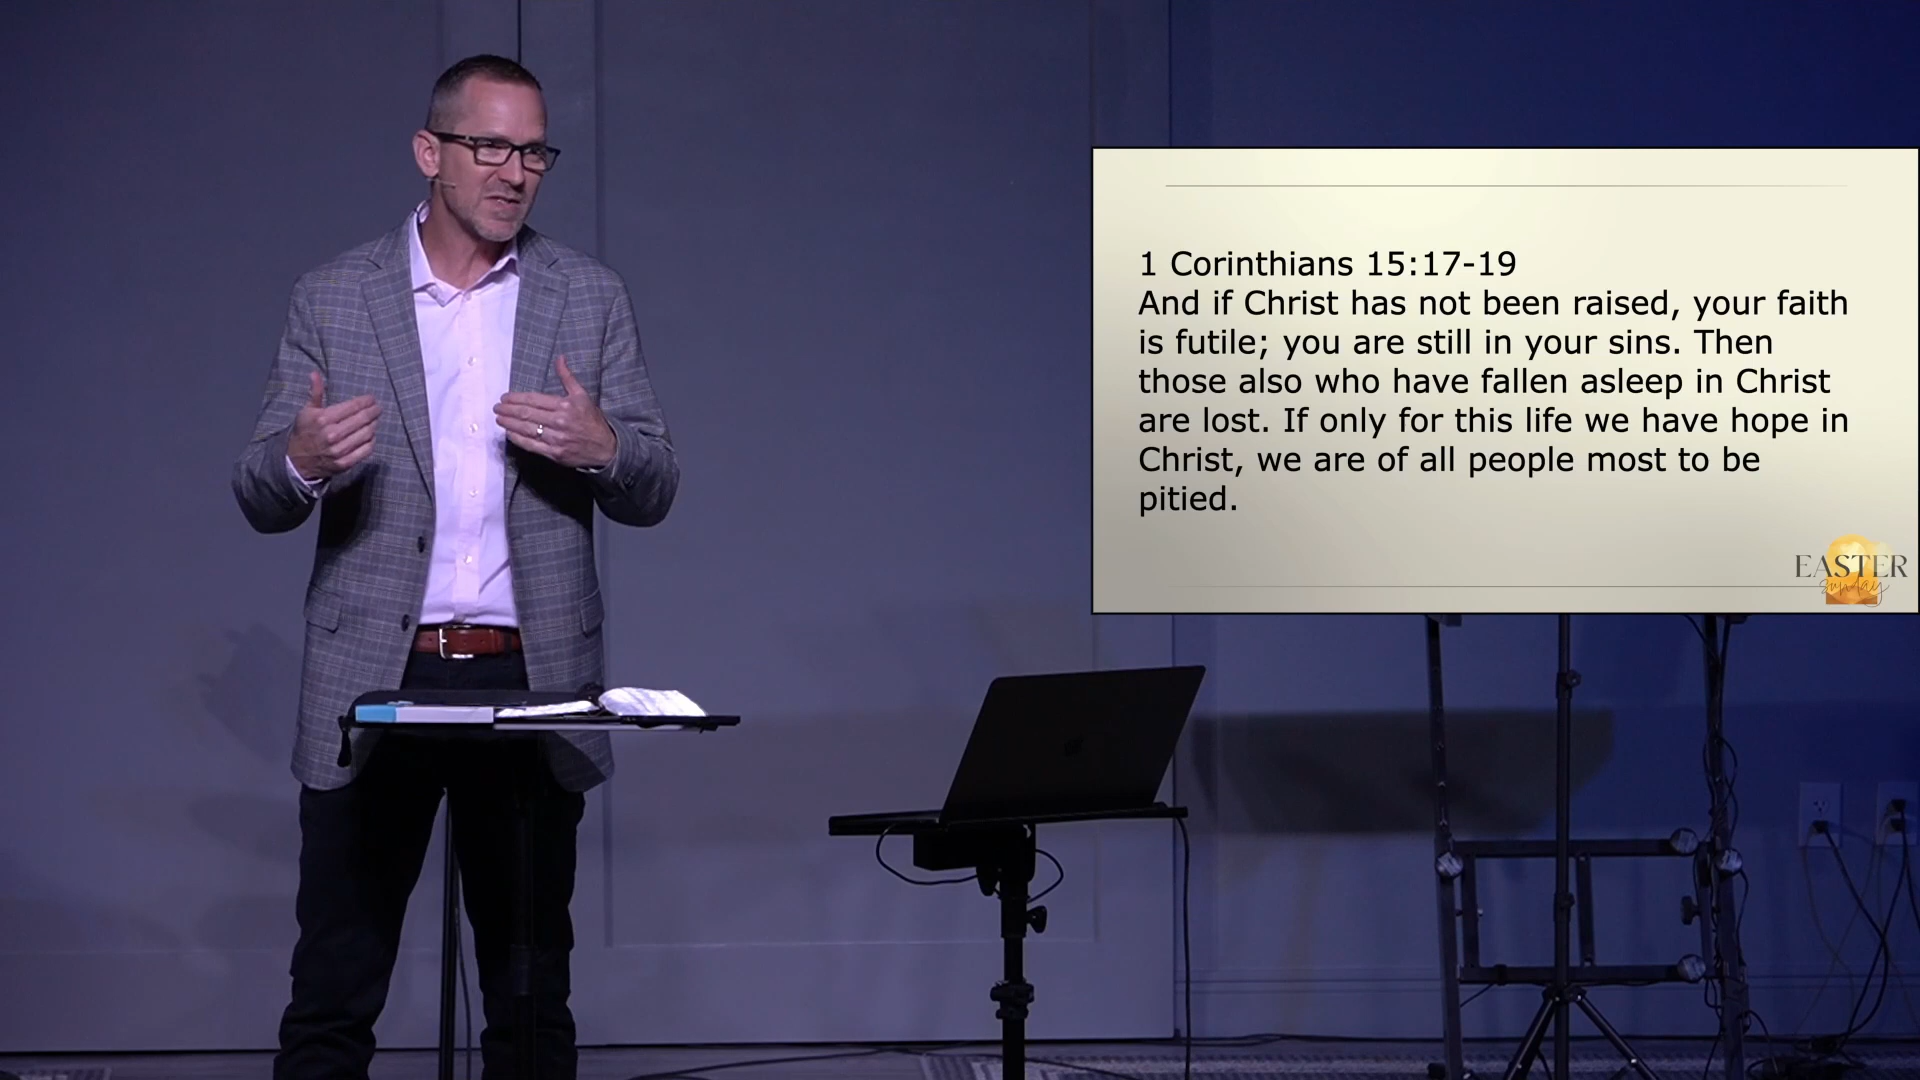 1 Corinthians 15:17-19
And if Christ has not been raised, your faith
is futile; you are still in your sins. Then
those also who have fallen asleep in Christ
are lost. If only for this life we have hope in
Christ, we are of all people most to be
pitied.
EASTER
sunday